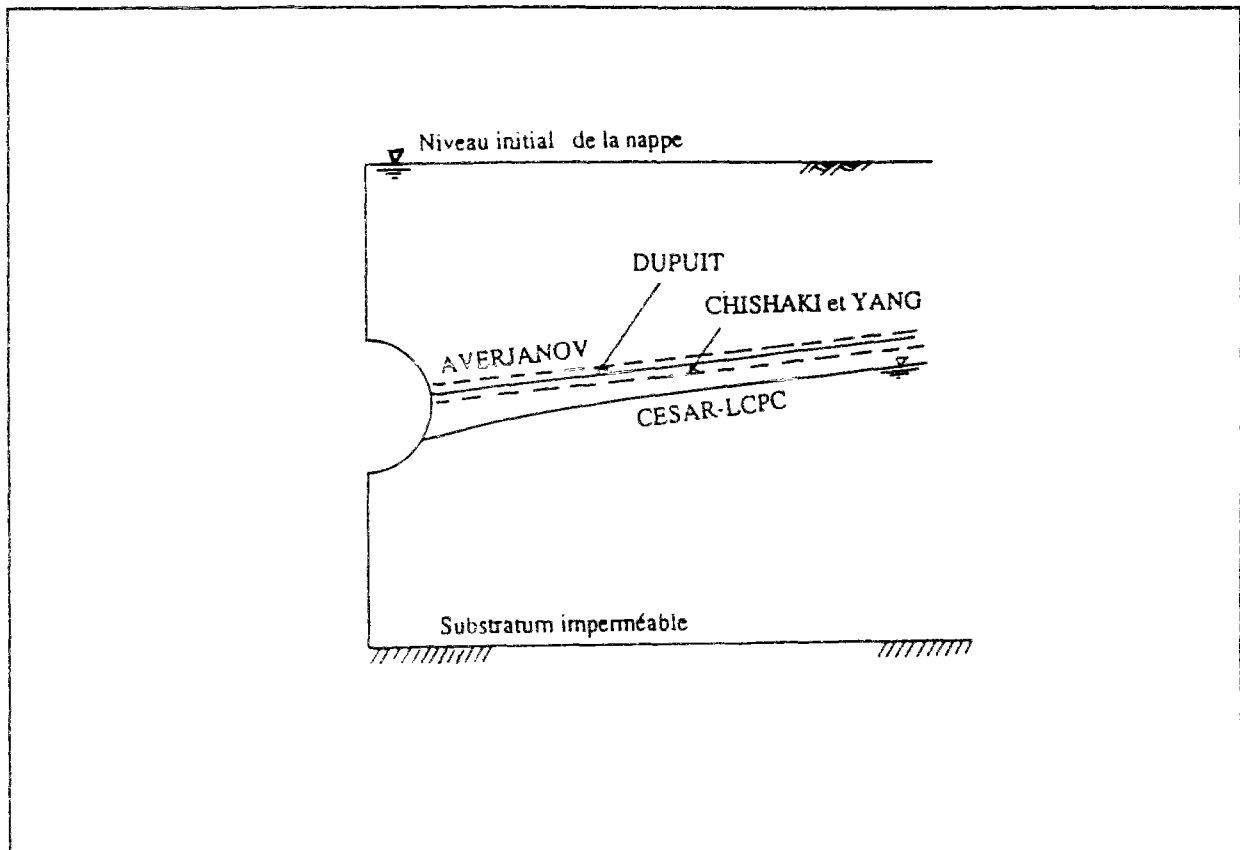 Niveau initial de la nappe
DUPUIT
CHISHAKI et YANG
AVERJANOV
CESAR-LCPC
Substratum imperméable